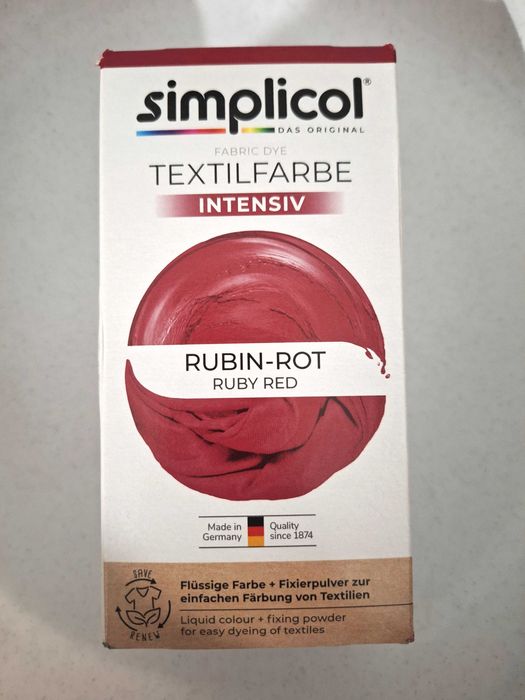 simplicol®
DAS ORIGINAL
FABRIC DYE
TEXTILFARBE
INTENSIV
RUBIN-ROT
RUBY RED
Made in
Germany
Quality
since 1874
SAVE
RENEW
Flüssige Farbe + Fixierpulver zur
einfachen Färbung von Textilien
Liquid colour + fixing powder
for easy dyeing of textiles